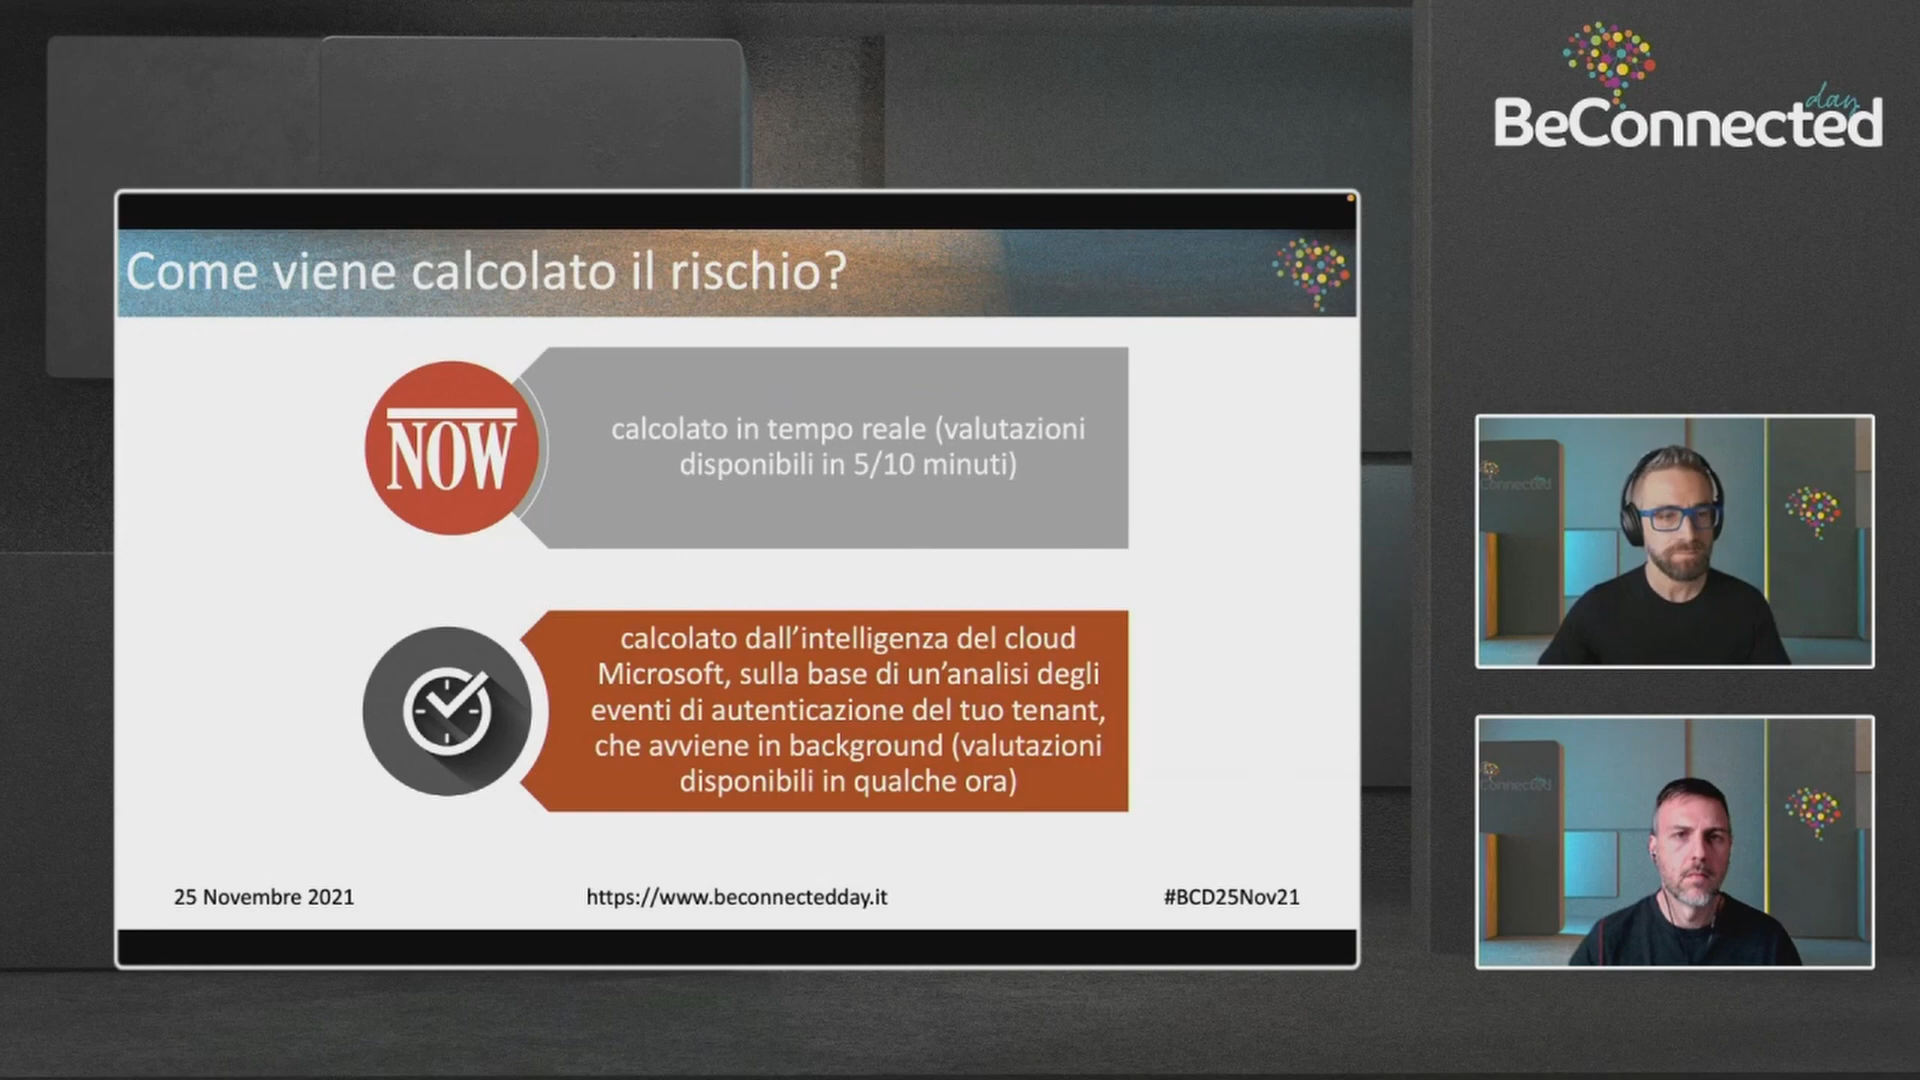 day
BeConnected
Come viene calcolato il rischio?
NOW
calcolato in tempo reale (valutazioni
disponibili in 5/10 minuti)
calcolato dall’intelligenza del cloud
Microsoft, sulla base di un’analisi degli
eventi di autenticazione del tuo tenant,
che avviene in background (valutazioni
disponibili in qualche ora)
25 Novembre 2021
https://www.beconnectedday.it
#BCD25Nov21
Connected
Connected